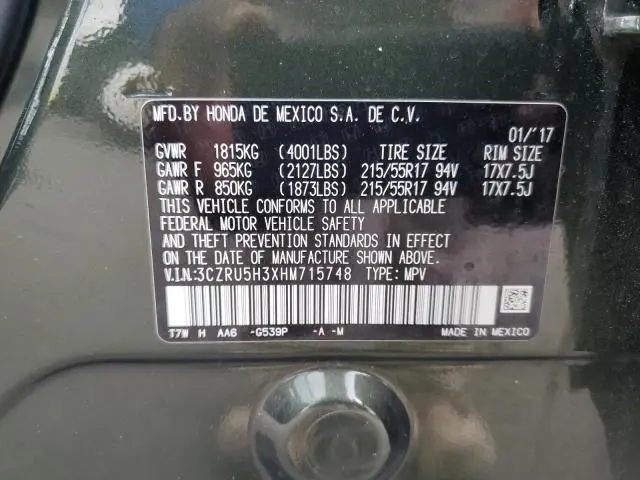 MFD.BY HONDA DE MEXICO S.A. DE C.V.
01/'17
GVWR 1815KG (4001LBS) TIRE SIZE RIM SIZE
GAWR F 965KG (2127LBS) 215/55R17 94V 17X7.5J
GAWR R 850KG (1873LBS) 215/55R17 94V 17X7.5J
THIS VEHICLE CONFORMS TO ALL APPLICABLE
FEDERAL MOTOR VEHICLE SAFETY
AND THEFT PREVENTION STANDARDS IN EFFECT
ON THE DATE OF MANUFACTURE SHOWN ABOVE.
V.I.N:3CZRU5H3XHM715748 TYPE: MPV
T7W H AA6 -G539P -A -M MADE IN MEXICO